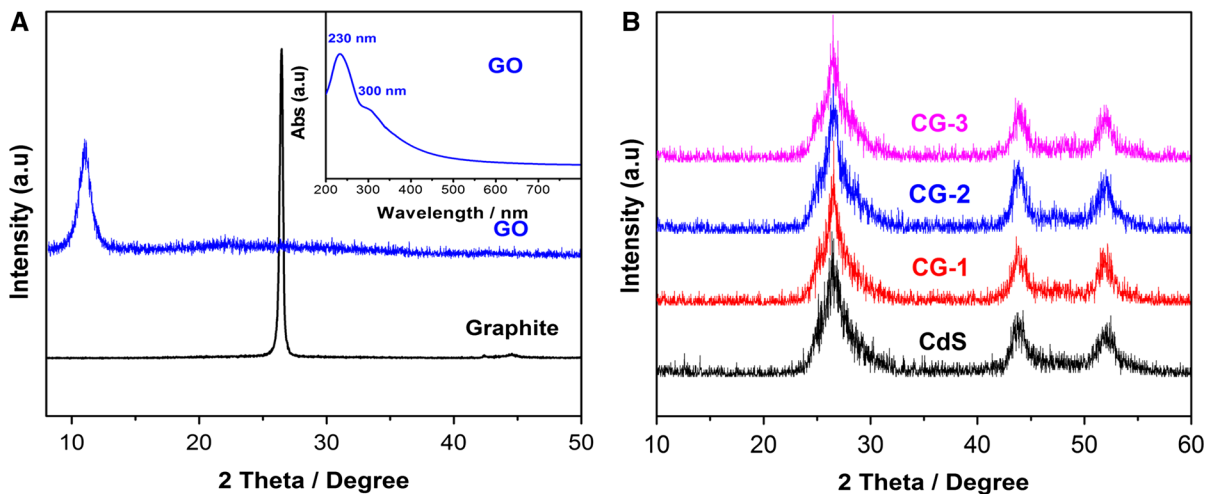 A
Intensity (a.u)
230 nm
300 nm
GO
Abs (a.u)
200 300 400 500 600 700
Wavelength / nm
GO
Graphite
10 20 30 40 50
2 Theta / Degree
B
Intensity (a.u)
CG-3
CG-2
CG-1
CdS
10 20 30 40 50 60
2 Theta / Degree